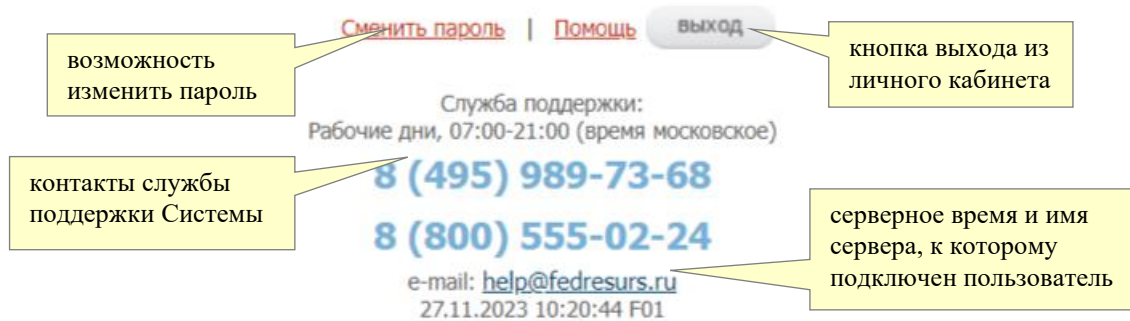 Сменить пароль | Помощь выход
возможность
изменить пароль
кнопка выхода из
личного кабинета
Служба поддержки:
Рабочие дни, 07:00-21:00 (время московское)
8 (495) 989-73-68
контакты службы
поддержки Системы
8 (800) 555-02-24
серверное время и имя
сервера, к которому
подключен пользователь
e-mail: help@fedresurs.ru
27.11.2023 10:20:44 F01